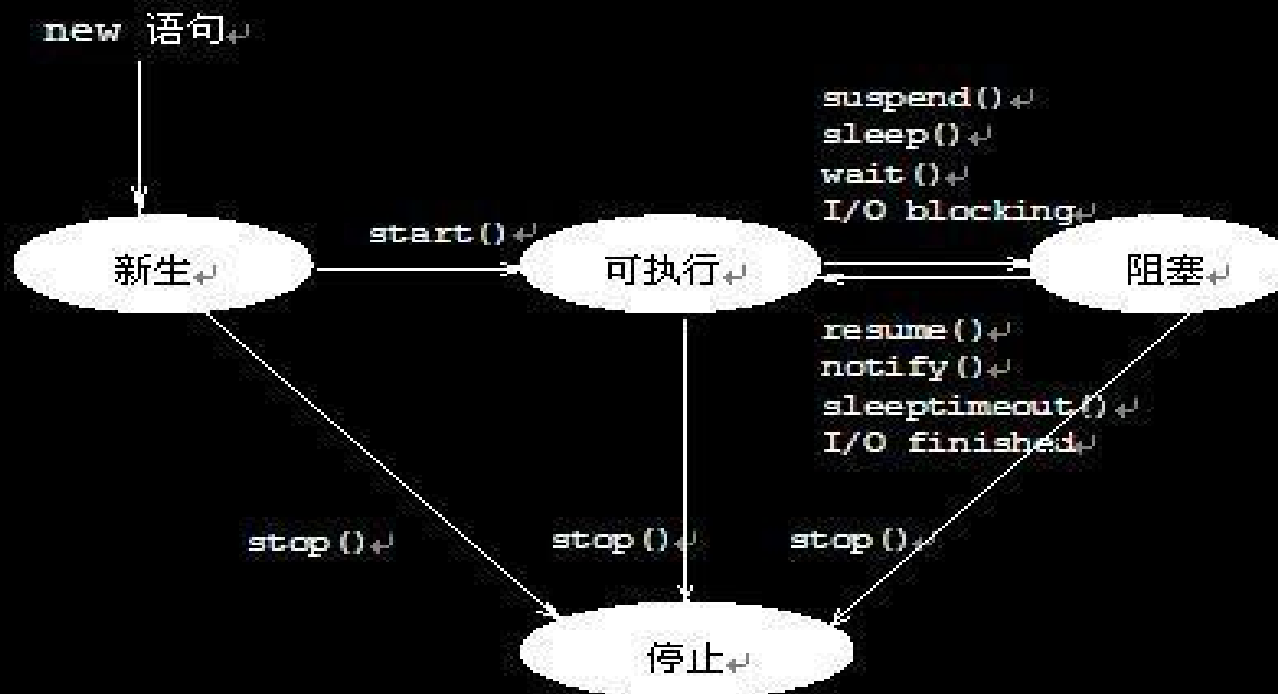 new 语句
suspend()
sleep()
wait()
I/O blocking
start()
新生
可执行
阻塞
resume()
notify()
sleeptimeout()
I/O finished
stop()
stop()
stop()
停止